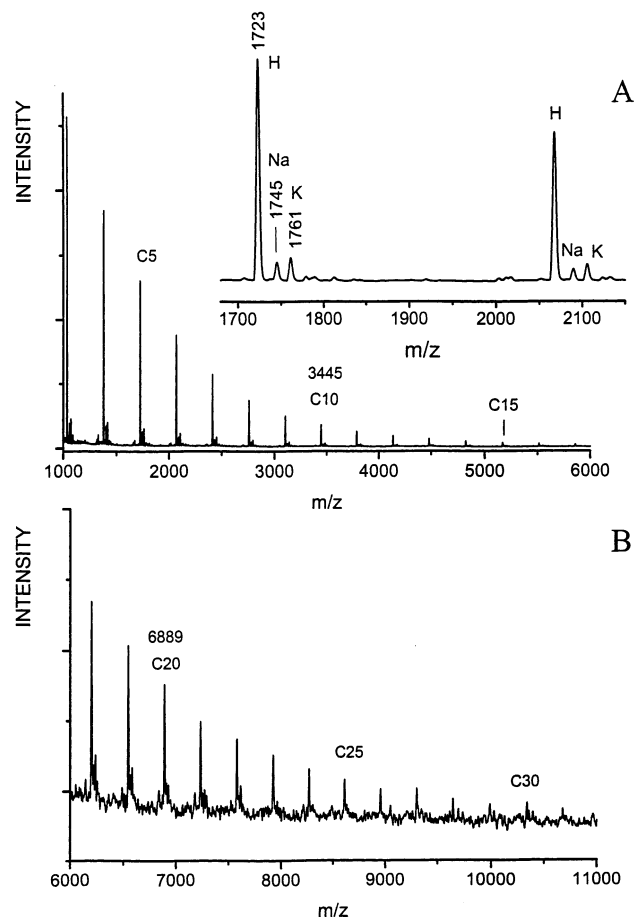 A
INTENSITY
1723
H
Na
1745
K
1761
H
Na
K
1700 1800 1900 2000 2100
m/z
C5
3445
C10
C15
1000 2000 3000 4000 5000 6000
m/z
B
INTENSITY
6889
C20
C25
C30
6000 7000 8000 9000 10000 11000
m/z